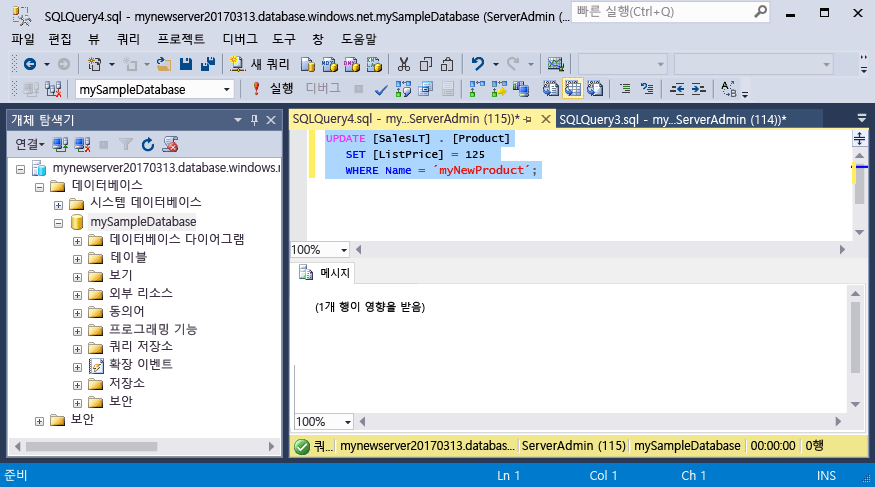 SQLQuery4.sql - mynewserver20170313.database.windows.net.mySampleDatabase (ServerAdmin (...
빠른 실행(Ctrl+Q)
파일 편집 뷰 쿼리 프로젝트 디버그 도구 창 도움말
새 쿼리
mySampleDatabase
실행 디버그
개체 탐색기
연결
mynewserver20170313.database.windows.n
데이터베이스
시스템 데이터베이스
mySampleDatabase
데이터베이스 다이어그램
테이블
보기
외부 리소스
동의어
프로그래밍 기능
쿼리 저장소
확장 이벤트
저장소
보안
보안
SQLQuery4.sql - my...ServerAdmin (115))*
SQLQuery3.sql - my...ServerAdmin (114))*
UPDATE [SalesLT] . [Product]
SET [ListPrice] = 125
WHERE Name = ´myNewProduct´;
100%
메시지
(1개 행이 영향을 받음)
100%
쿼... mynewserver20170313.databas... ServerAdmin (115) mySampleDatabase 00:00:00 0행
준비 Ln 1 Col 1 Ch 1 INS